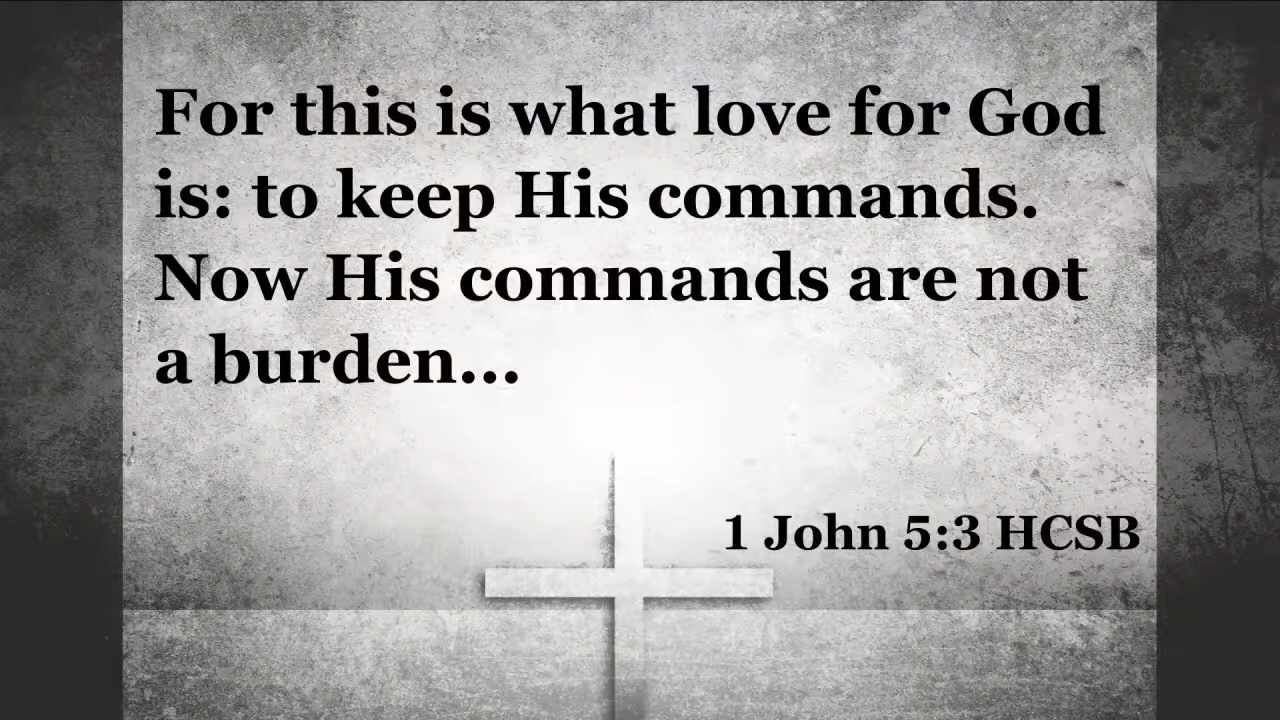 For this is what love for God
is: to keep His commands.
Now His commands are not
a burden...
1 John 5:3 HCSB